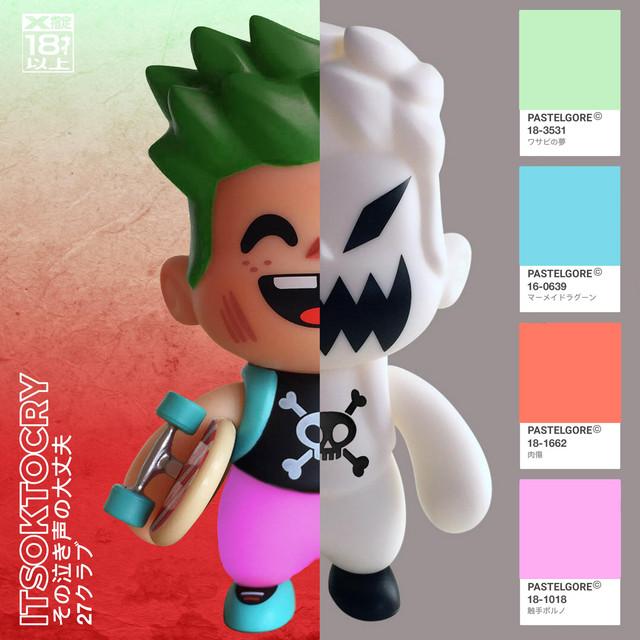 X指定
18才
以上
ITSOKTOCRY
その泣き声の大丈夫
27クラブ
PASTELGORE©
18-3531
ワサビの夢
PASTELGORE©
16-0639
マーメイドラグーン
PASTELGORE©
18-1662
肉傷
PASTELGORE©
18-1018
触手ポルノ